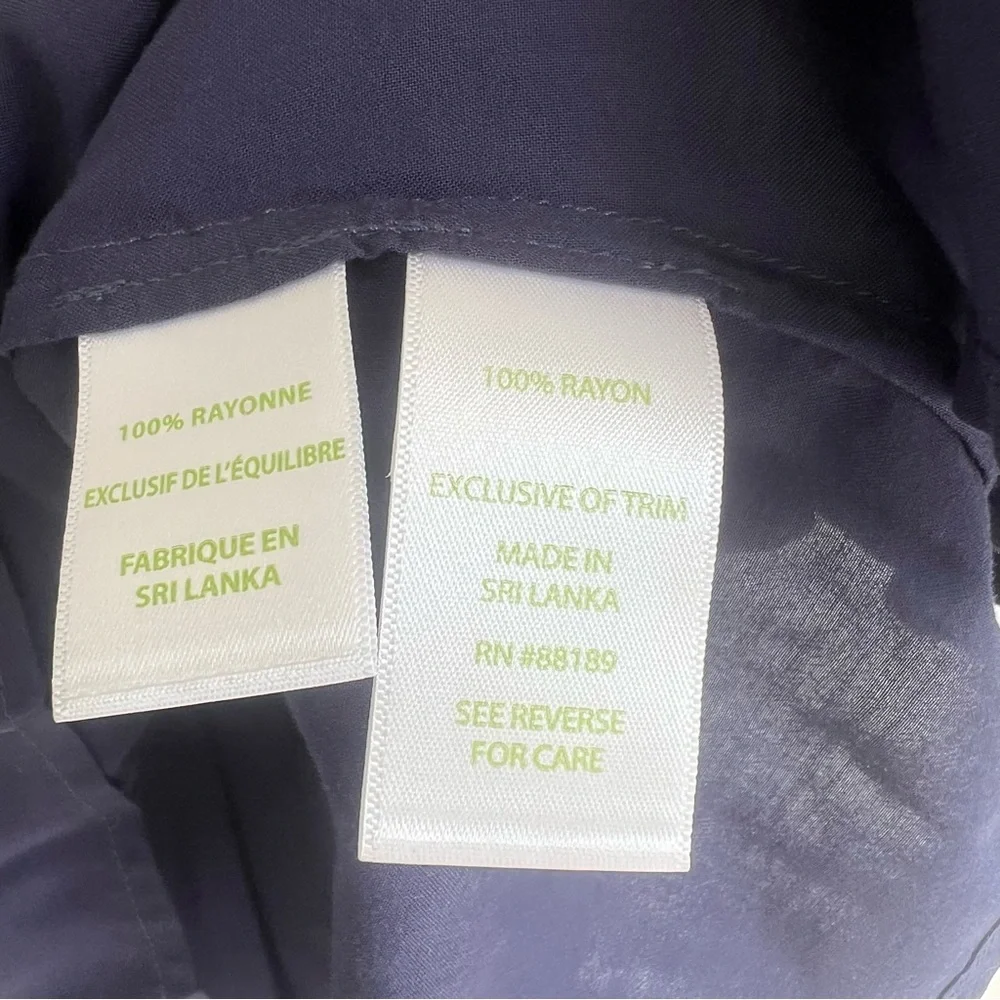 100% RAYONNE
EXCLUSIF DE L'ÉQUILIBRE
FABRIQUE EN
SRI LANKA
100% RAYON
EXCLUSIVE OF TRIM
MADE IN
SRI LANKA
RN #88189
SEE REVERSE
FOR CARE